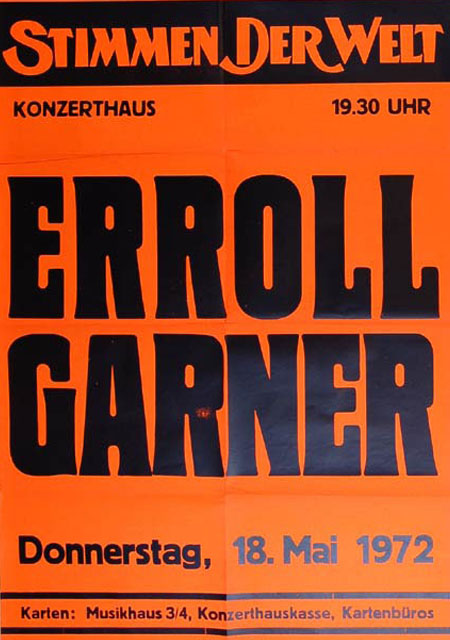 STIMMEN DER WELT
KONZERTHAUS 19.30 UHR
ERROLL
GARNER
Donnerstag, 18. Mai 1972
Karten: Musikhaus 3/4, Konzerthauskasse, Kartenbüros